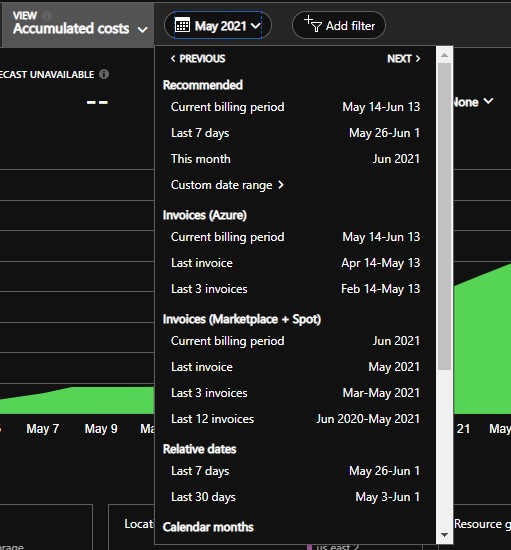 VIEW
Accumulated costs
May 2021
Add filter
FORECAST UNAVAILABLE
--
None
PREVIOUS NEXT
Recommended
Current billing period May 14-Jun 13
Last 7 days May 26-Jun 1
This month Jun 2021
Custom date range
Invoices (Azure)
Current billing period May 14-Jun 13
Last invoice Apr 14-May 13
Last 3 invoices Feb 14-May 13
Invoices (Marketplace + Spot)
Current billing period Jun 2021
Last invoice May 2021
Last 3 invoices Mar-May 2021
Last 12 invoices Jun 2020-May 2021
Relative dates
Last 7 days May 26-Jun 1
Last 30 days May 3-Jun 1
Calendar months
May 7 May 9 Ma 21 May
Locat
Resource g
us east 2